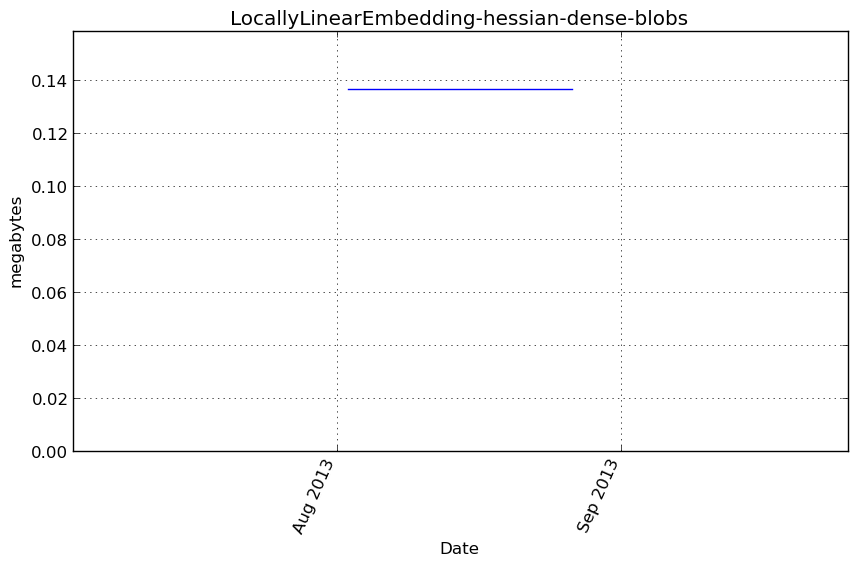 LocallyLinearEmbedding-hessian-dense-blobs
0.14
0.12
0.10
0.08
0.06
0.04
0.02
0.00
megabytes
Aug 2013
Sep 2013
Date